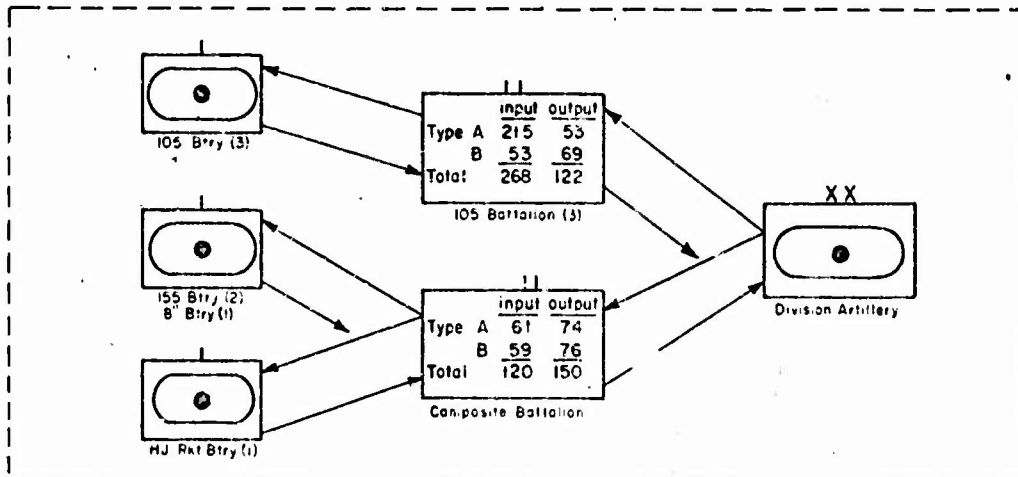 105 Btry (3)
input output
Type A 215 53
B 53 69
Total 268 122
105 Battalion (3)
155 Btry (2)
8" Btry (1)
input output
Type A 61 74
B 59 76
Total 120 150
Composite Battalion
HJ Rkt Btry (1)
XX
Division Artillery